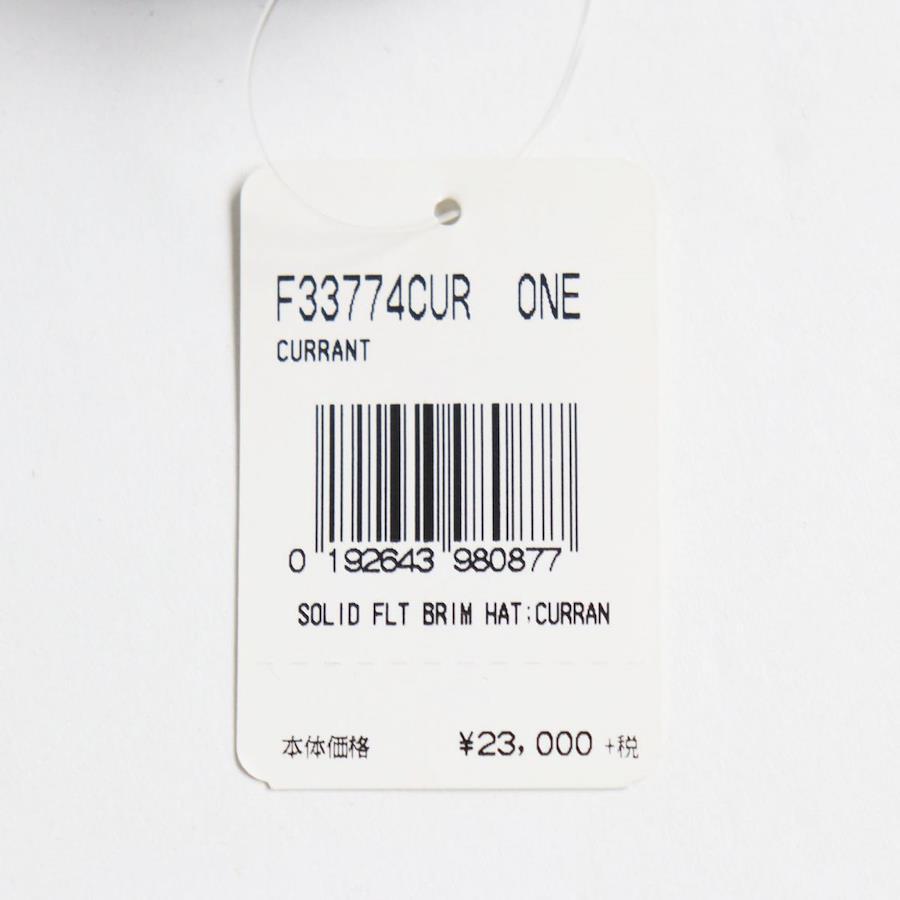 F33774CUR ONE
CURRANT
0 192643 980877
SOLID FLT BRIM HAT;CURRAN
本体価格 ¥23,000 +税